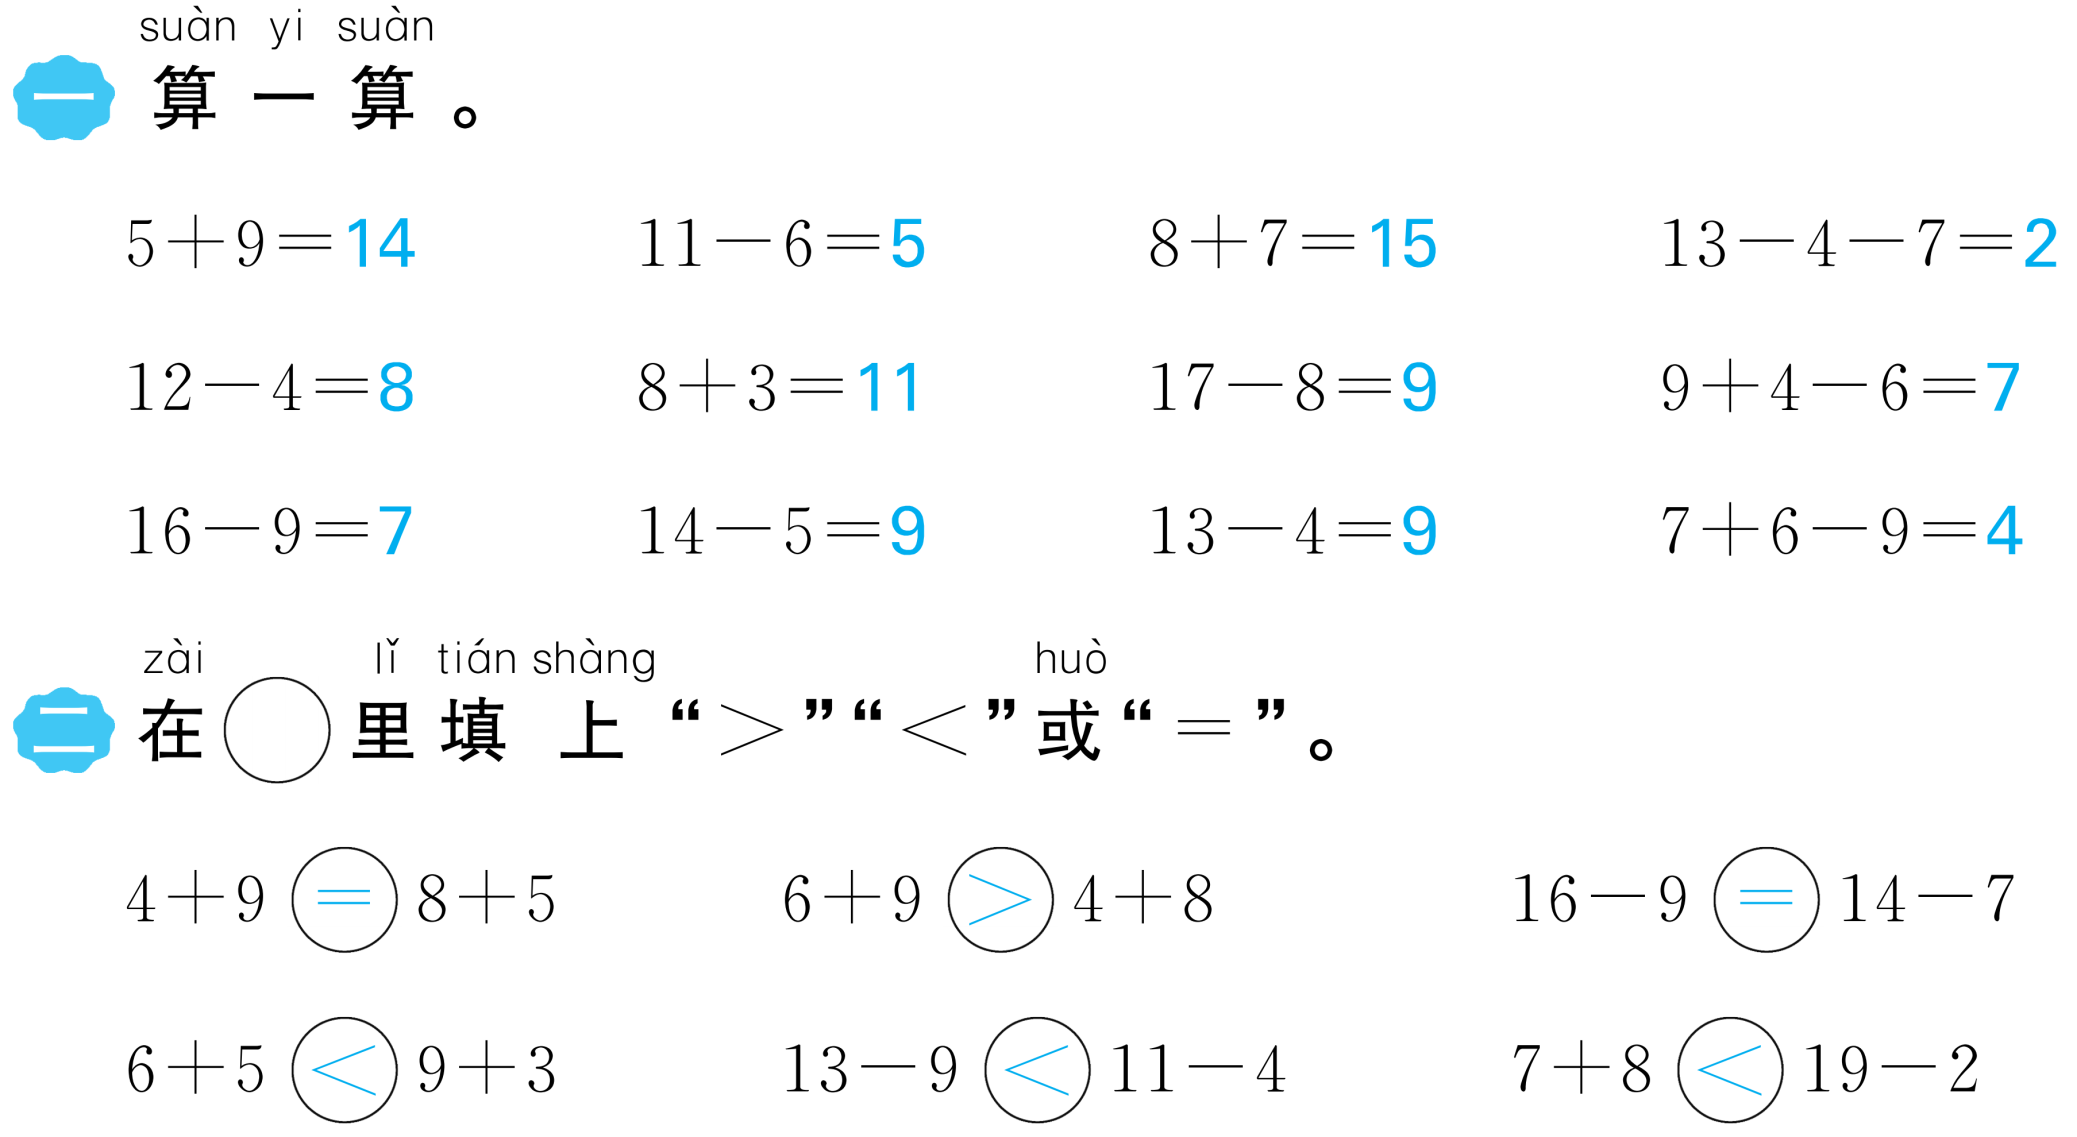 suàn yi suàn
一 算一算。
5+9=14 11-6=5 8+7=15 13-4-7=2
12-4=8 8+3=11 17-8=9 9+4-6=7
16-9=7 14-5=9 13-4=9 7+6-9=4
zài lǐ tián shàng huò
二 在○里填上“>”“<”或“=”。
4+9=8+5 6+9>4+8 16-9=14-7
6+5<9+3 13-9<11-4 7+8<19-2